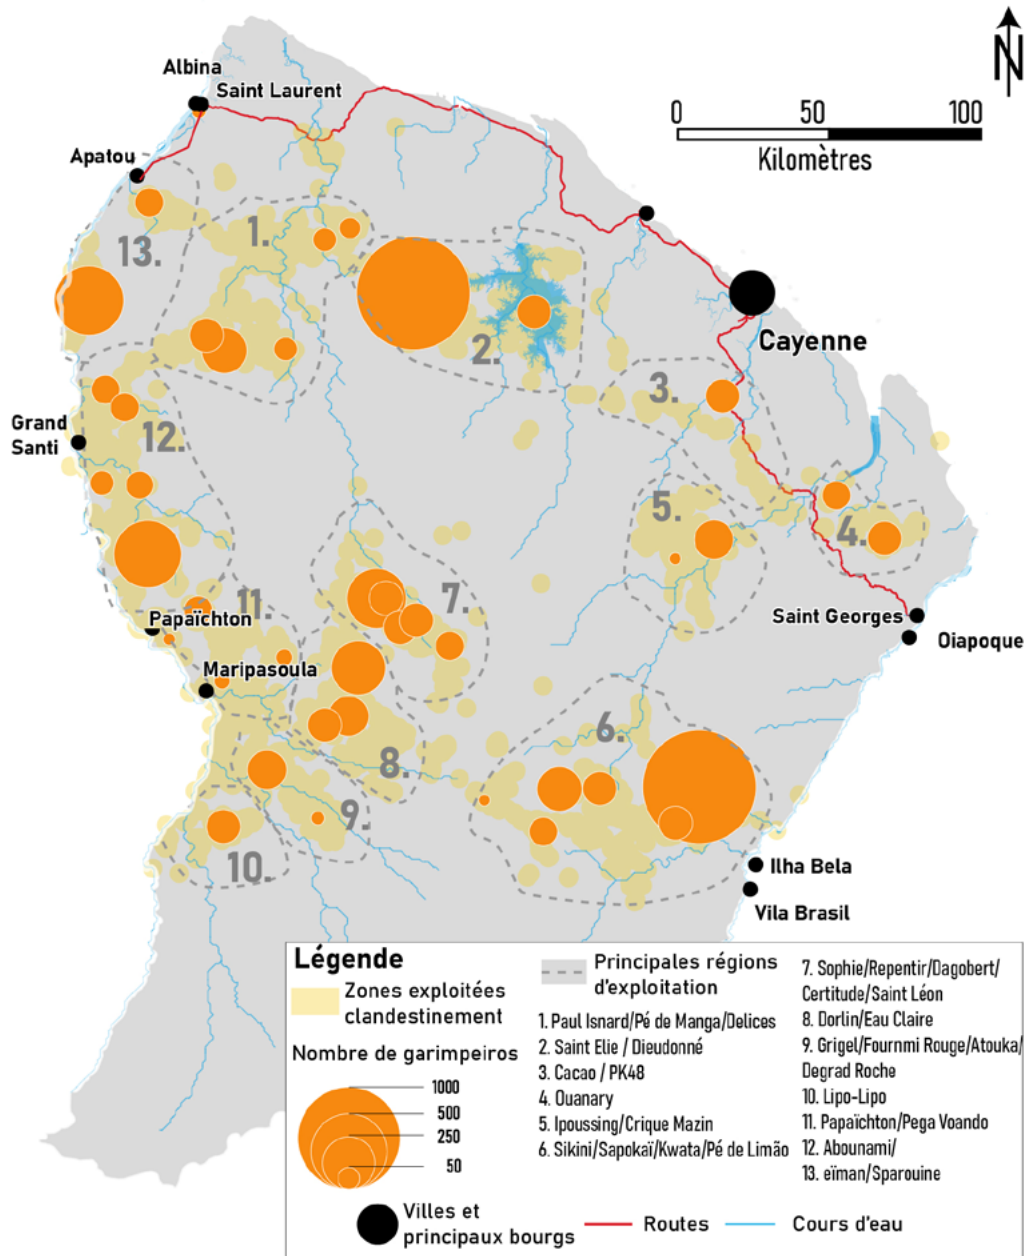 N
Albina
Saint Laurent
0 50 100
Kilomètres
Apatou
1.
13.
2.
Cayenne
3.
Grand
Santi
12.
5.
4.
7.
11.
Papaïchton
Saint Georges
Oiapoque
Maripasoula
6.
8.
9.
10.
Ilha Bela
Vila Brasil
Légende
Zones exploitées
clandestinement
Nombre de garimpeiros
1000
500
250
50
Villes et
principaux bourgs
Principales régions
d'exploitation
1. Paul Isnard/Pé de Manga/Delices
2. Saint Elie / Dieudonné
3. Cacao / PK48
4. Ouanary
5. Ipoussing/Crique Mazin
6. Sikini/Sapokaï/Kwata/Pé de Limão
7. Sophie/Repentir/Dagobert/
Certitude/Saint Léon
8. Dorlin/Eau Claire
9. Grigel/Fournmi Rouge/Atouka/
Degrad Roche
10. Lipo-Lipo
11. Papaïchton/Pega Voando
12. Abounami/
13. eïman/Sparouine
Routes
Cours d'eau